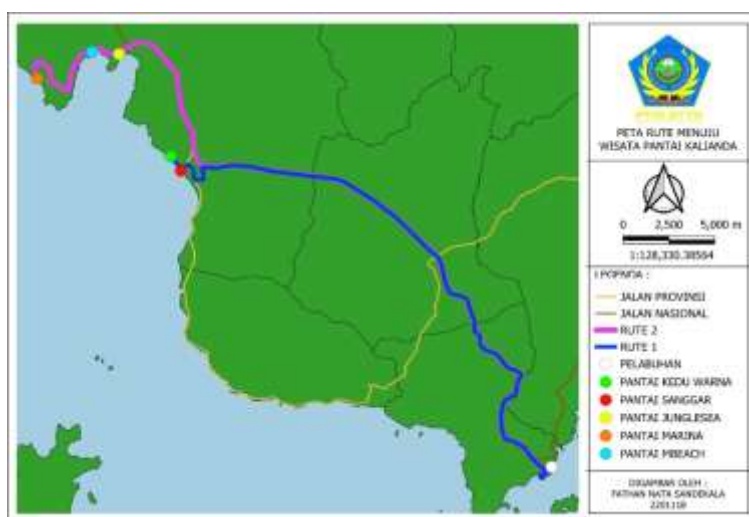 PETA RUTE MENUJU
WISATA PANTAI KALIANDA
0 2,500 5,000 m
1:128,330.38564
JALAN PROVINSI
JALAN NASIONAL
RUTE 2
RUTE 1
PELABUHAN
PANTAI KEDU WARNA
PANTAI SANGGAR
PANTAI JUNGLESEA
PANTAI MARINA
PANTAI MBEACH
DIGAMBAR OLEH :
FATHAN NATA SANDEKALA
2201118